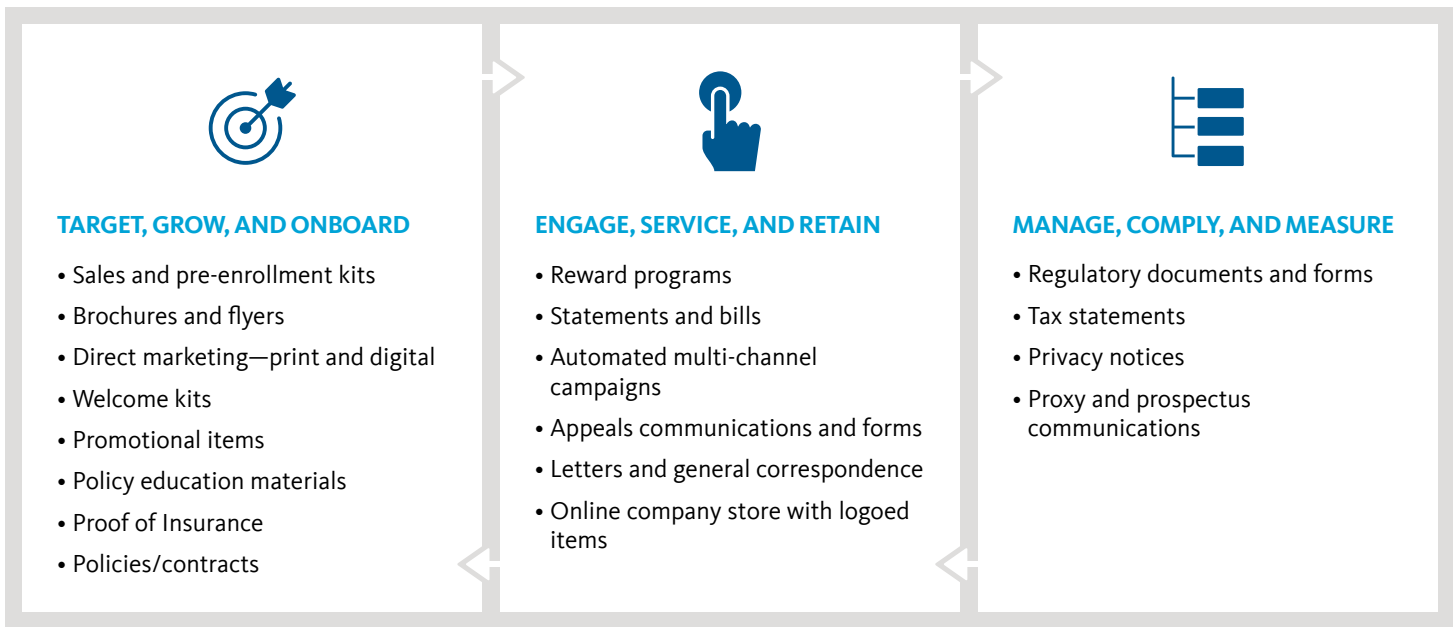 TARGET, GROW, AND ONBOARD
• Sales and pre-enrollment kits
• Brochures and flyers
• Direct marketing—print and digital
• Welcome kits
• Promotional items
• Policy education materials
• Proof of Insurance
• Policies/contracts
ENGAGE, SERVICE, AND RETAIN
• Reward programs
• Statements and bills
• Automated multi-channel
campaigns
• Appeals communications and forms
• Letters and general correspondence
• Online company store with logoed
items
MANAGE, COMPLY, AND MEASURE
• Regulatory documents and forms
• Tax statements
• Privacy notices
• Proxy and prospectus
communications